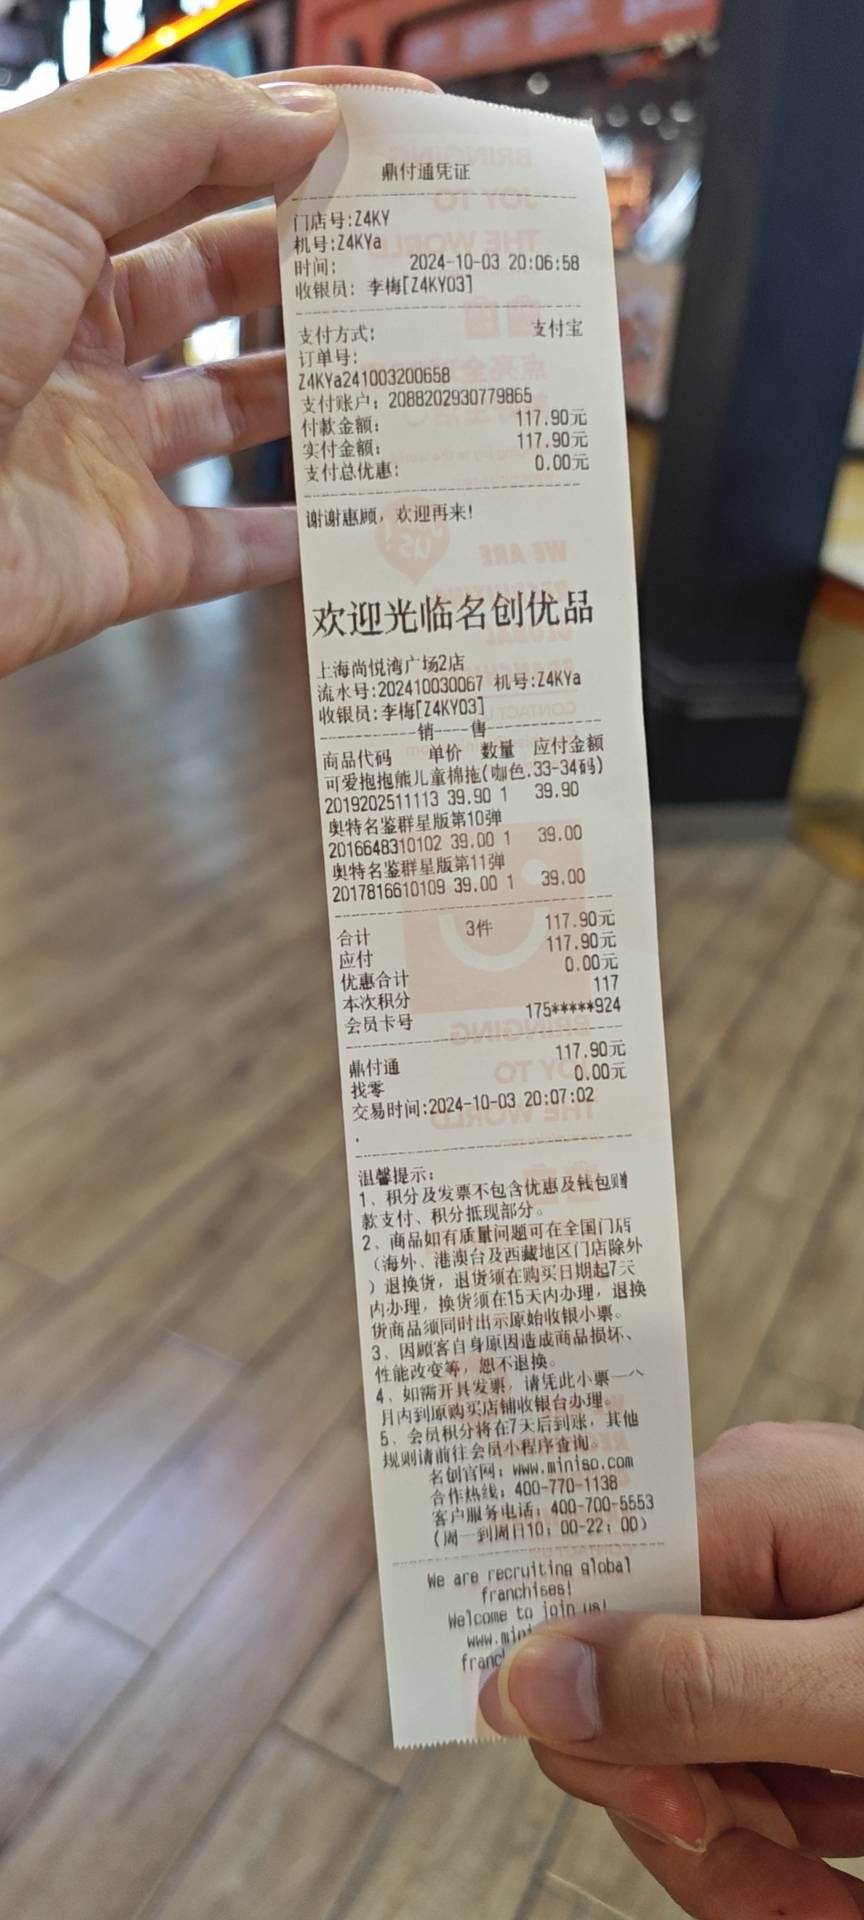 鼎付通凭证
门店号:Z4KY
机号:Z4KYa
时间: 2024-10-03 20:06:58
收银员: 李梅[Z4KY03]
支付方式: 支付宝
订单号:
Z4KYa241003200658
支付账户: 2088202930779865
付款金额: 117.90元
实付金额: 117.90元
支付总优惠: 0.00元
谢谢惠顾, 欢迎再来!
欢迎光临名创优品
上海尚悦湾广场2店
流水号:202410030067 机号:Z4KYa
收银员:李梅[Z4KY03]
销----售
商品代码 单价 数量 应付金额
可爱抱抱熊儿童棉拖(咖色.33-34码)
2019202511113 39.90 1 39.90
奥特名鉴群星版第10弹
2016648310102 39.00 1 39.00
奥特名鉴群星版第11弹
2017816610109 39.00 1 39.00
合计 3件 117.90元
应付 117.90元
优惠合计 0.00元
本次积分 117
会员卡号 175*****924
鼎付通 117.90元
找零 0.00元
交易时间:2024-10-03 20:07:02
.
温馨提示:
1、积分及发票不包含优惠及钱包赠
款支付、积分抵现部分。
2、商品如有质量问题可在全国门店
（海外、港澳台及西藏地区门店除外
）退换货，退货须在购买日期起7天
内办理，换货须在15天内办理，退换
货商品须同时出示原始收银小票。
3、因顾客自身原因造成商品损坏、
性能改变等，恕不退换。
4、如需开具发票，请凭此小票一个
月内到原购买店铺收银台办理。
5、会员积分将在7天后到账，其他
规则请前往会员小程序查询
名创官网: www.miniso.com
合作热线: 400-770-1138
客户服务电话: 400-700-5553
(周一到周日10: 00-22: 00)
We are recruiting global
franchises!
Welcome to join us!